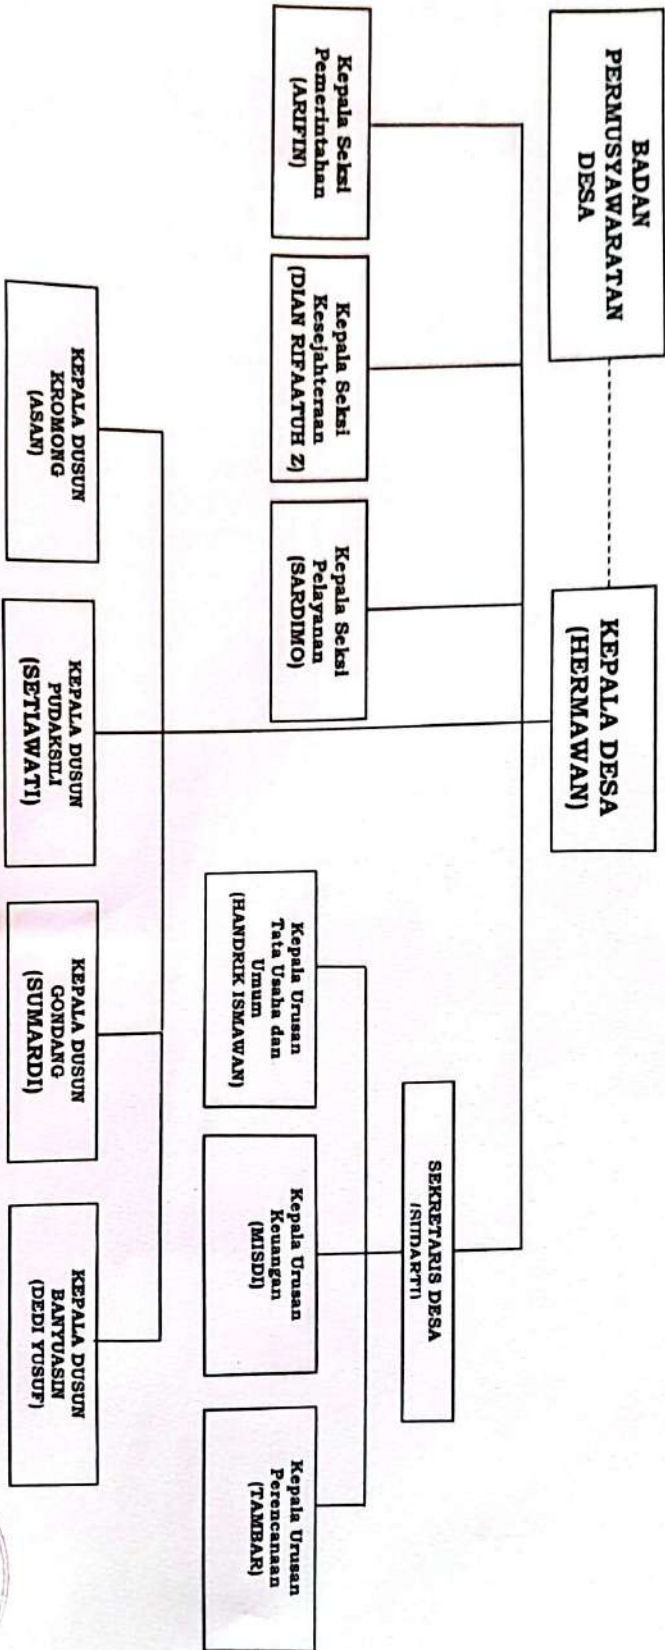 BADAN
PERMUSYAWARATAN
DESA
KEPALA DESA
(HERMAWAN)
SEKRETARIS DESA
(SUDARTI)
Kepala Seksi
Pemerintahan
(ARIFIN)
Kepala Seksi
Kesejahteraan
(DIAN RIFAATUH Z)
Kepala Seksi
Pelayanan
(SARDIMO)
Kepala Urusan
Tata Usaha dan
Umum
(HANDRIK ISMAWAN)
Kepala Urusan
Keuangan
(MISDI)
Kepala Urusan
Perencanaan
(TAMBAR)
KEPALA DUSUN
KROMONG
(ASAN)
KEPALA DUSUN
PUDAKSILI
(SETIAWATI)
KEPALA DUSUN
GONDANG
(SUMARDI)
KEPALA DUSUN
BANYUASIN
(DEDI YUSUF)